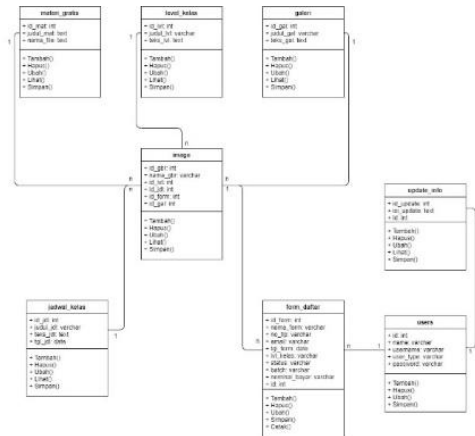 materi_gratis
+ id_mat: int
+ judul_mat: text
+ nama_file: text
+ Tambah()
+ Hapus()
+ Ubah()
+ Lihat()
+ Simpan()
level_kelas
+ id_lvl: int
+ judul_lvl: varchar
+ teks_lvl: text
+ Tambah()
+ Hapus()
+ Ubah()
+ Lihat()
+ Simpan()
galeri
+ id_gal: int
+ judul_gal: varchar
+ teks_gal: text
+ Tambah()
+ Hapus()
+ Ubah()
+ Lihat()
+ Simpan()
1
1
1
image
+ id_gbr: int
+ nama_gbr: varchar
+ id_lvl: int
+ id_jdl: int
+ id_form: int
+ id_gal: int
+ Tambah()
+ Hapus()
+ Ubah()
+ Lihat()
+ Simpan()
n
n
n
n
1
update_info
+ id_update: int
+ isi_update: text
+ id: int
+ Tambah()
+ Hapus()
+ Ubah()
+ Lihat()
+ Simpan()
n
jadwal_kelas
+ id_jdl: int
+ judul_jdl: varchar
+ teks_jdl: text
+ tgl_jdl: date
+ Tambah()
+ Hapus()
+ Ubah()
+ Lihat()
+ Simpan()
1
form_daftar
+ id_form: int
+ nama_form: varchar
+ no_tlp: varchar
+ email: varchar
+ tgl_form: date
+ lvl_kelas: varchar
+ status: varchar
+ batch: varchar
+ nominal_bayar: varchar
+ id: int
+ Tambah()
+ Hapus()
+ Ubah()
+ Simpan()
+ Cetak()
n
n
users
+ id: int
+ name: varchar
+ username: varchar
+ user_type: varchar
+ password: varchar
+ Tambah()
+ Hapus()
+ Ubah()
+ Lihat()
+ Simpan()
1
1